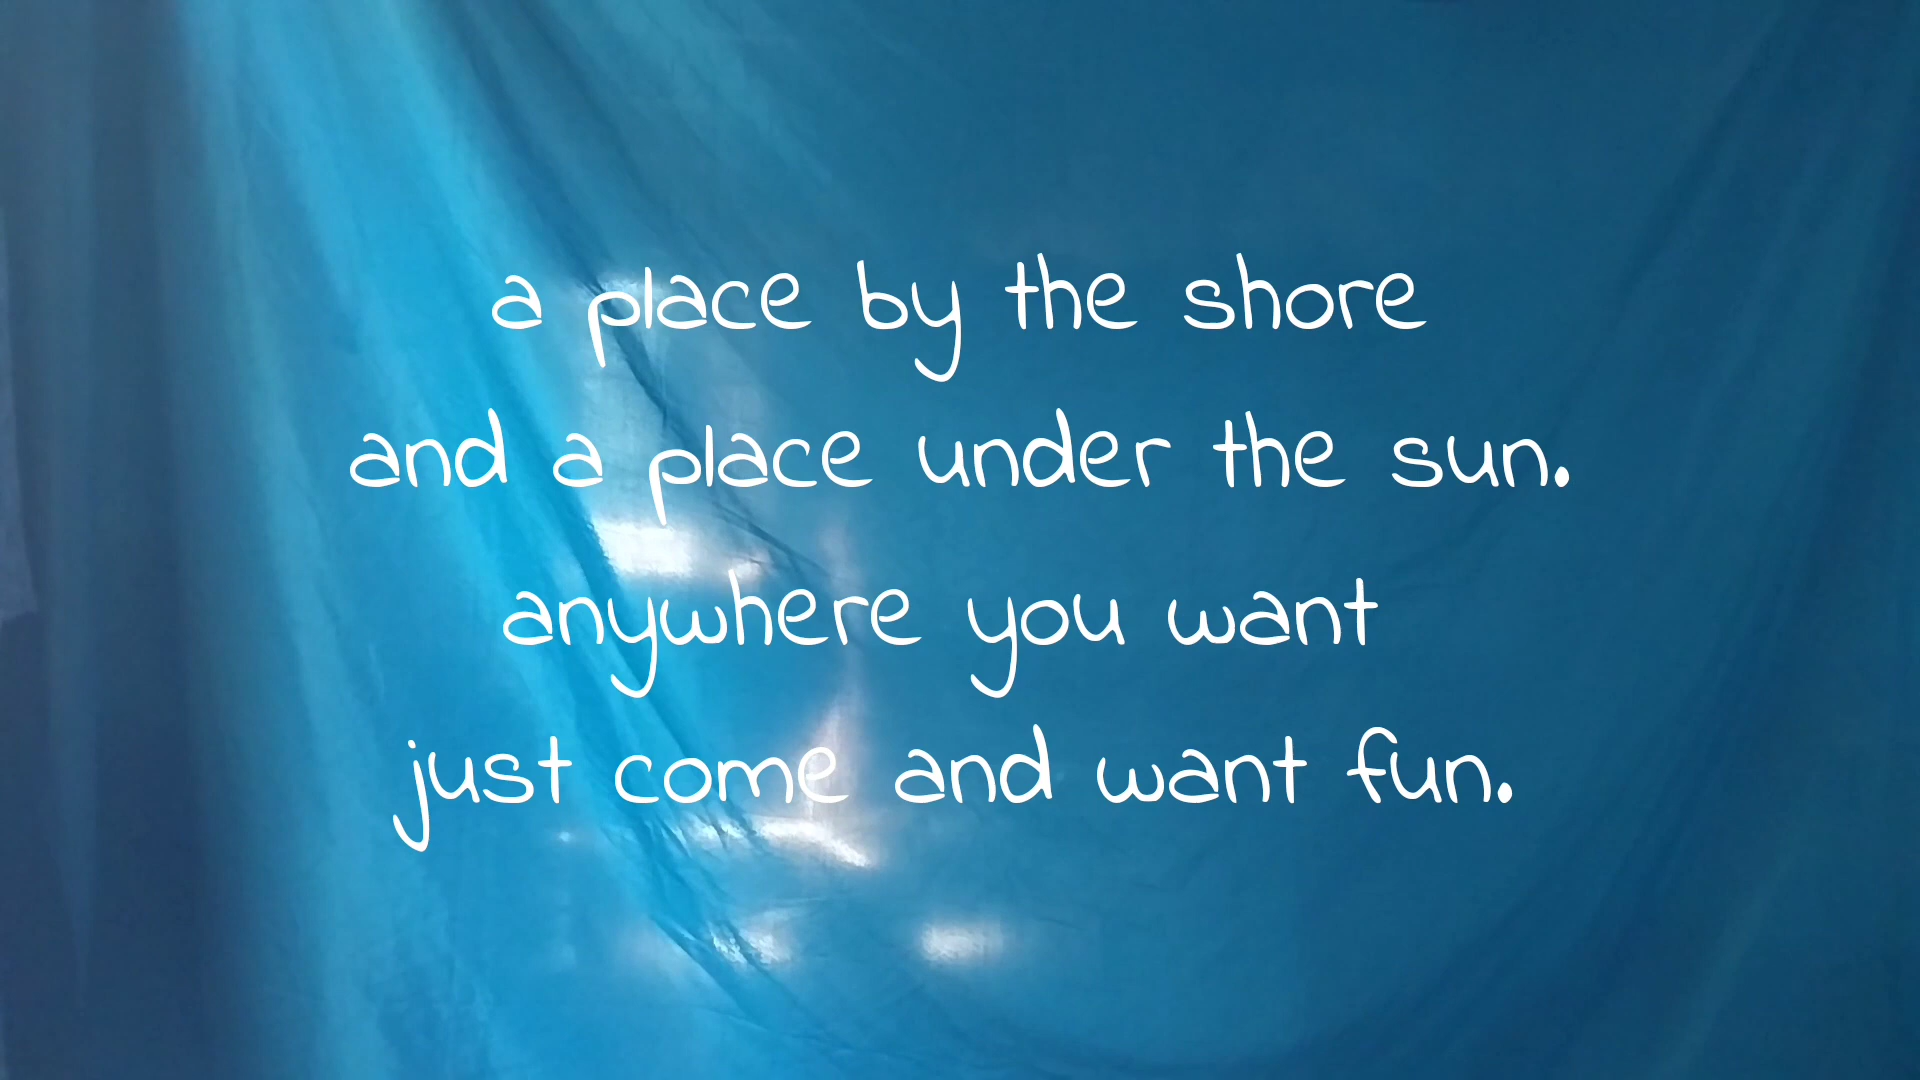 a place by the shore
and a place under the sun.
anywhere you want
just come and want fun.